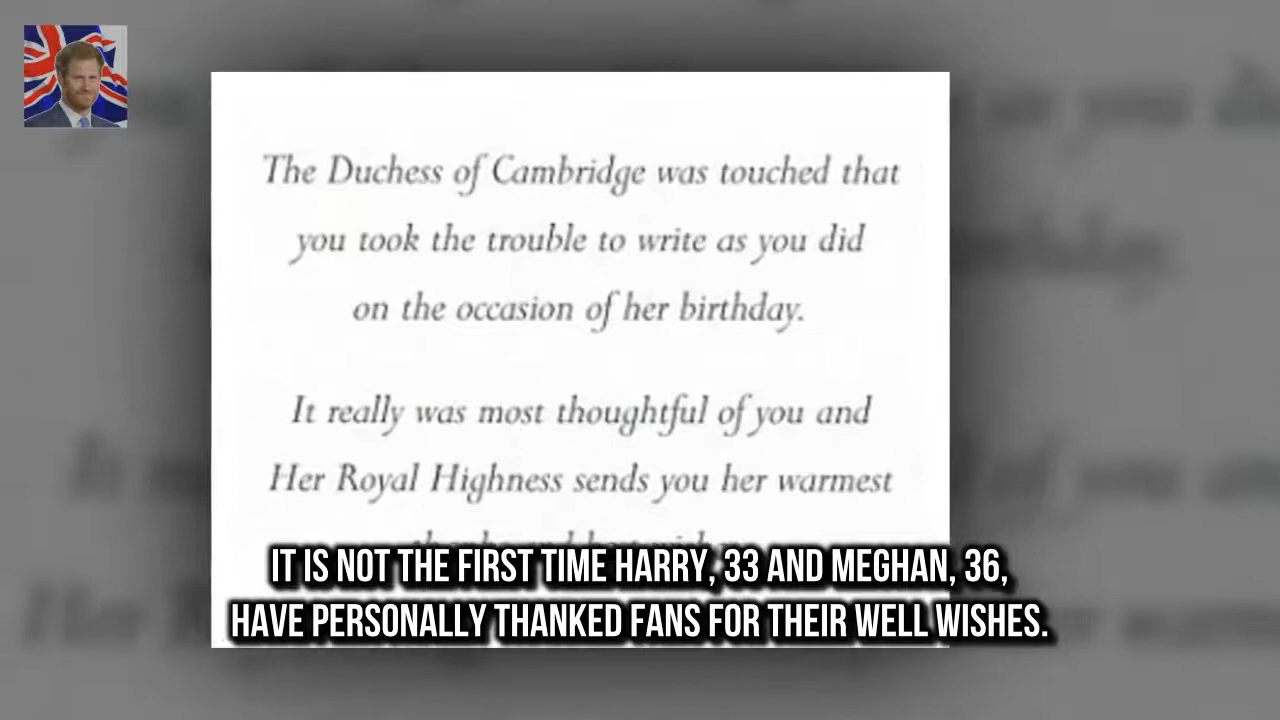 The Duchess of Cambridge was touched that
you took the trouble to write as you did
on the occasion of her birthday.
It really was most thoughtful of you and
Her Royal Highness sends you her warmest
IT IS NOT THE FIRST TIME HARRY, 33 AND MEGHAN, 36,
HAVE PERSONALLY THANKED FANS FOR THEIR WELL WISHES.